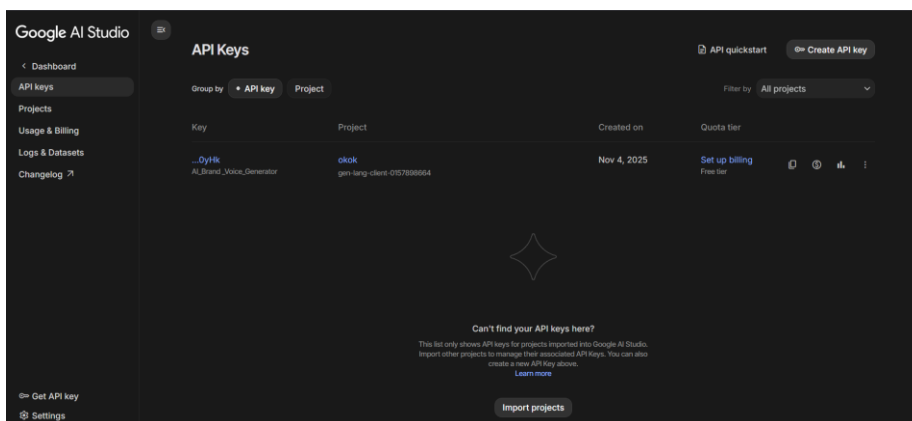 Google AI Studio
< Dashboard
API keys
Projects
Usage & Billing
Logs & Datasets
Changelog
API Keys
API quickstart
Create API key
Group by
API key
Project
Filter by
All projects
Key
Project
Created on
Quota tier
...0yHk
AI_Brand _Voice_Generator
okok
gen-lang-client-0157898664
Nov 4, 2025
Set up billing
Free tier
Can't find your API keys here?
This list only shows API keys for projects imported into Google AI Studio.
Import other projects to manage their associated API Keys. You can also
create a new API Key above.
Learn more
Import projects
Get API key
Settings